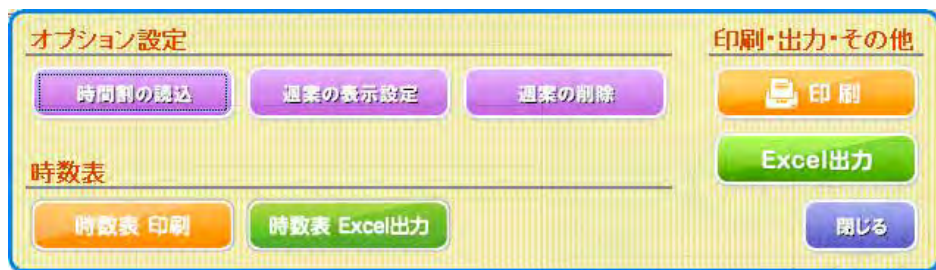 オプション設定
時間割の読込
週案の表示設定
週案の削除
時数表
時数表 印刷
時数表 Excel出力
印刷・出力・その他
印 刷
Excel出力
閉じる